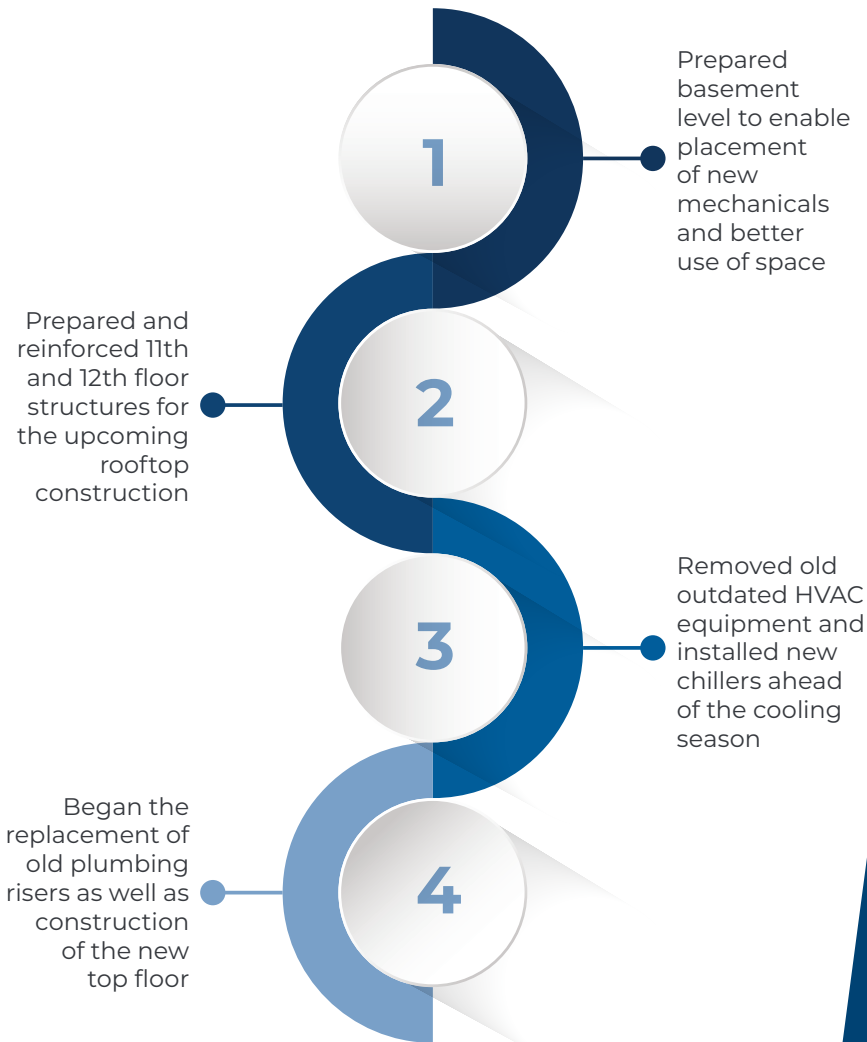 1
Prepared
basement
level to enable
placement
of new
mechanicals
and better
use of space
Prepared and
reinforced 11th
and 12th floor
structures for
the upcoming
rooftop
construction
2
3
Removed old
outdated HVAC
equipment and
installed new
chillers ahead
of the cooling
season
Began the
replacement of
old plumbing
risers as well as
construction
of the new
top floor
4